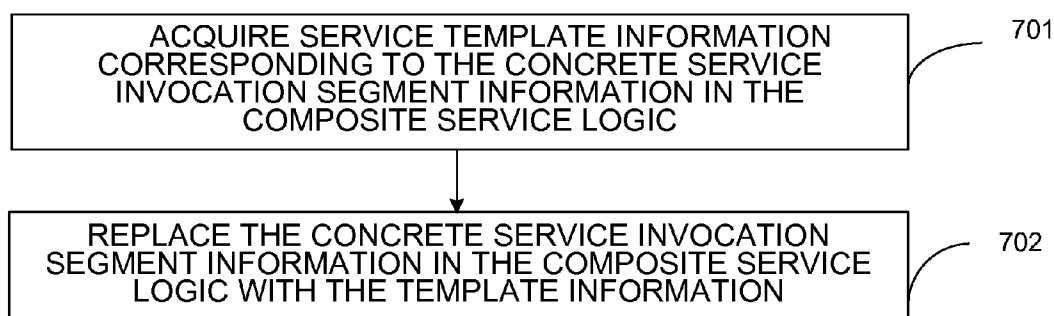 ACQUIRE SERVICE TEMPLATE INFORMATION
CORRESPONDING TO THE CONCRETE SERVICE
INVOCATION SEGMENT INFORMATION IN THE
COMPOSITE SERVICE LOGIC
701
REPLACE THE CONCRETE SERVICE INVOCATION
SEGMENT INFORMATION IN THE COMPOSITE SERVICE
LOGIC WITH THE TEMPLATE INFORMATION
702